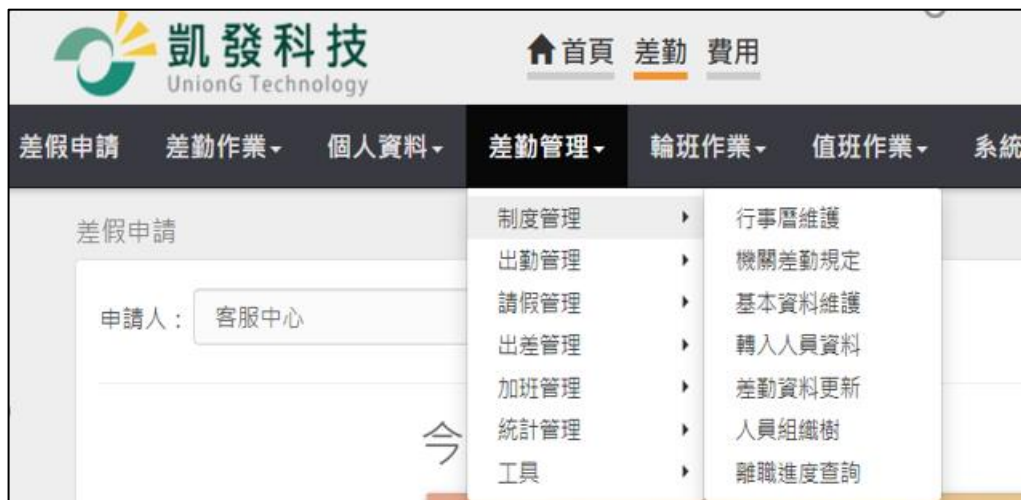 凱發科技
UnionG Technology
首頁 差勤 費用
差假申請 差勤作業 個人資料 差勤管理 輪班作業 值班作業 系統
差假申請
申請人： 客服中心
制度管理
出勤管理
請假管理
出差管理
加班管理
統計管理
工具
行事曆維護
機關差勤規定
基本資料維護
轉入人員資料
差勤資料更新
人員組織樹
離職進度查詢
今